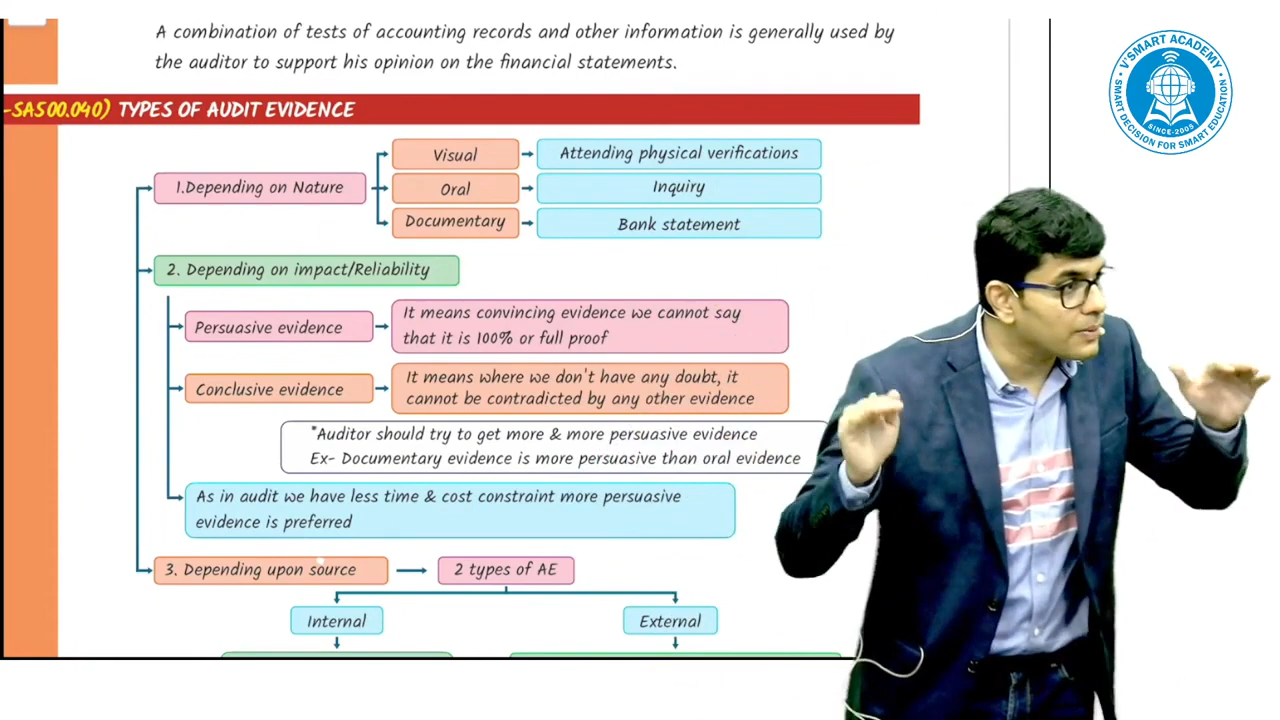 A combination of tests of accounting records and other information is generally used by
the auditor to support his opinion on the financial statements.
-SA500.040) TYPES OF AUDIT EVIDENCE
1.Depending on Nature
Visual
Attending physical verifications
Oral
Inquiry
Documentary
Bank statement
2. Depending on impact/Reliability
Persuasive evidence
It means convincing evidence we cannot say
that it is 100% or full proof
Conclusive evidence
It means where we don't have any doubt, it
cannot be contradicted by any other evidence
*Auditor should try to get more & more persuasive evidence
Ex- Documentary evidence is more persuasive than oral evidence
As in audit we have less time & cost constraint more persuasive
evidence is preferred
3. Depending upon source
2 types of AE
Internal
External
V'SMART ACADEMY
SINCE-2005
SMART DECISION FOR SMART EDUCATION